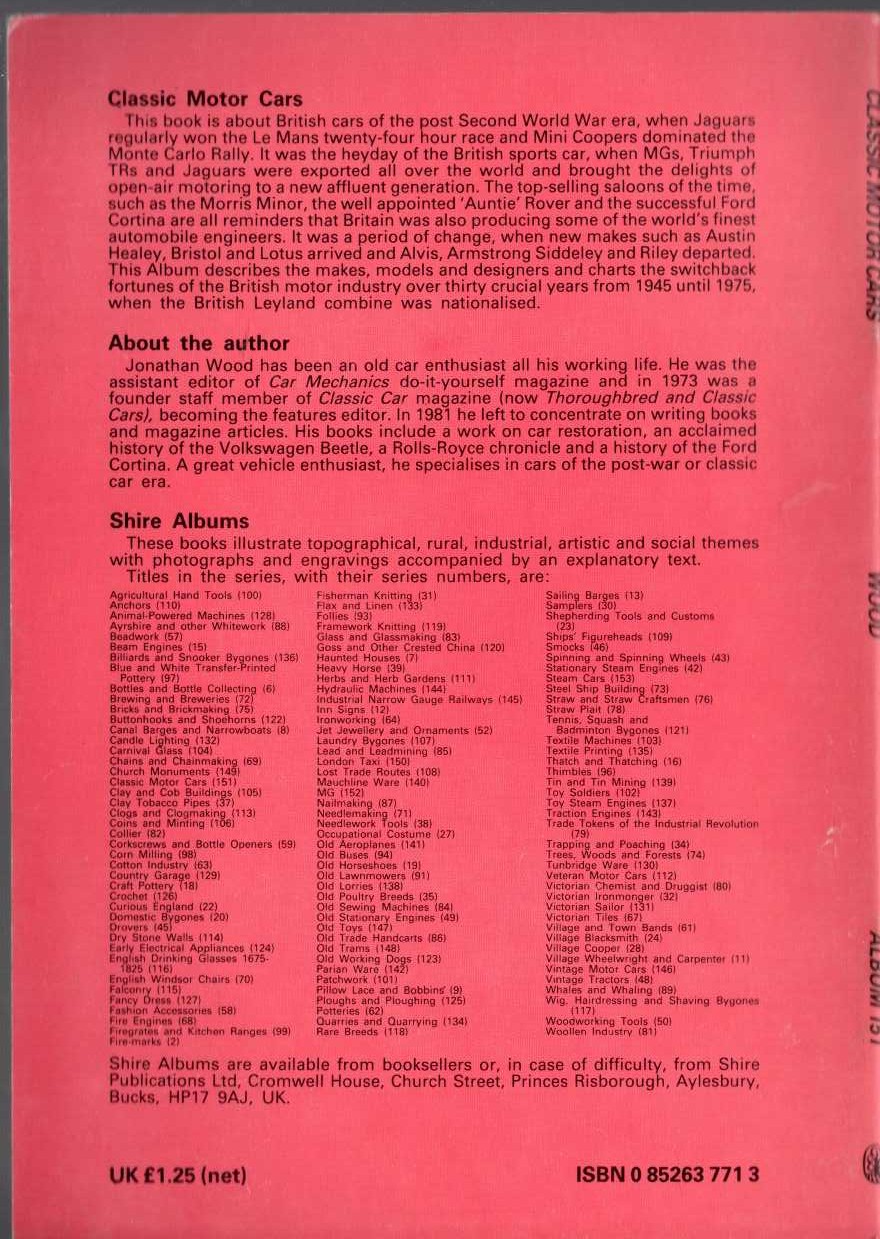 Classic Motor Cars
This book is about British cars of the post Second World War era, when Jaguars
regularly won the Le Mans twenty-four hour race and Mini Coopers dominated the
Monte Carlo Rally. It was the heyday of the British sports car, when MGs, Triumph
TRs and Jaguars were exported all over the world and brought the delights of
open-air motoring to a new affluent generation. The top-selling saloons of the time,
such as the Morris Minor, the well appointed 'Auntie' Rover and the successful Ford
Cortina are all reminders that Britain was also producing some of the world's finest
automobile engineers. It was a period of change, when new makes such as Austin
Healey, Bristol and Lotus arrived and Alvis, Armstrong Siddeley and Riley departed.
This Album describes the makes, models and designers and charts the switchback
fortunes of the British motor industry over thirty crucial years from 1945 until 1975,
when the British Leyland combine was nationalised.
About the author
Jonathan Wood has been an old car enthusiast all his working life. He was the
assistant editor of Car Mechanics do-it-yourself magazine and in 1973 was a
founder staff member of Classic Car magazine (now Thoroughbred and Classic
Cars), becoming the features editor. In 1981 he left to concentrate on writing books
and magazine articles. His books include a work on car restoration, an acclaimed
history of the Volkswagen Beetle, a Rolls-Royce chronicle and a history of the Ford
Cortina. A great vehicle enthusiast, he specialises in cars of the post-war or classic
car era.
Shire Albums
These books illustrate topographical, rural, industrial, artistic and social themes
with photographs and engravings accompanied by an explanatory text.
Titles in the series, with their series numbers, are:
Agricultural Hand Tools (100)
Anchors (110)
Animal-Powered Machines (128)
Ayrshire and other Whitework (88)
Beadwork (57)
Beam Engines (15)
Billiards and Snooker Bygones (136)
Blue and White Transfer-Printed
Pottery (97)
Bottles and Bottle Collecting (6)
Brewing and Breweries (72)
Bricks and Brickmaking (75)
Buttonhooks and Shoehorns (122)
Canal Barges and Narrowboats (8)
Candle Lighting (132)
Carnival Glass (104)
Chains and Chainmaking (69)
Church Monuments (149)
Classic Motor Cars (151)
Clay and Cob Buildings (105)
Clay Tobacco Pipes (37)
Clogs and Clogmaking (113)
Coins and Minting (106)
Collier (82)
Corkscrews and Bottle Openers (59)
Corn Milling (98)
Cotton Industry (63)
Country Garage (129)
Craft Pottery (18)
Crochet (126)
Curious England (22)
Domestic Bygones (20)
Drovers (45)
Dry Stone Walls (114)
Early Electrical Appliances (124)
English Drinking Glasses 1675-
1825 (116)
English Windsor Chairs (70)
Falconry (115)
Fancy Dress (127)
Fashion Accessories (58)
Fire Engines (68)
Firegrates and Kitchen Ranges (99)
Fire-marks (2)
Fisherman Knitting (31)
Flax and Linen (133)
Follies (93)
Framework Knitting (119)
Glass and Glassmaking (83)
Goss and Other Crested China (120)
Haunted Houses (7)
Heavy Horse (39)
Herbs and Herb Gardens (111)
Hydraulic Machines (144)
Industrial Narrow Gauge Railways (145)
Inn Signs (12)
Ironworking (64)
Jet Jewellery and Ornaments (52)
Laundry Bygones (107)
Lead and Leadmining (85)
London Taxi (150)
Lost Trade Routes (108)
Mauchline Ware (140)
MG (152)
Nailmaking (87)
Needlemaking (71)
Needlework Tools (38)
Occupational Costume (27)
Old Aeroplanes (141)
Old Buses (94)
Old Horseshoes (19)
Old Lawnmowers (91)
Old Lorries (138)
Old Poultry Breeds (35)
Old Sewing Machines (84)
Old Stationary Engines (49)
Old Toys (147)
Old Trade Handcarts (86)
Old Trams (148)
Old Working Dogs (123)
Parian Ware (142)
Patchwork (101)
Pillow Lace and Bobbins (9)
Ploughs and Ploughing (125)
Potteries (62)
Quarries and Quarrying (134)
Rare Breeds (118)
Sailing Barges (13)
Samplers (30)
Shepherding Tools and Customs
(23)
Ships' Figureheads (109)
Smocks (46)
Spinning and Spinning Wheels (43)
Stationary Steam Engines (42)
Steam Cars (153)
Steel Ship Building (73)
Straw and Straw Craftsmen (76)
Straw Plait (78)
Tennis, Squash and
Badminton Bygones (121)
Textile Machines (103)
Textile Printing (135)
Thatch and Thatching (16)
Thimbles (96)
Tin and Tin Mining (139)
Toy Soldiers (102)
Toy Steam Engines (137)
Traction Engines (143)
Trade Tokens of the Industrial Revolution
(79)
Trapping and Poaching (34)
Trees, Woods and Forests (74)
Tunbridge Ware (130)
Veteran Motor Cars (112)
Victorian Chemist and Druggist (80)
Victorian Ironmonger (32)
Victorian Sailor (131)
Victorian Tiles (67)
Village and Town Bands (61)
Village Blacksmith (24)
Village Cooper (28)
Village Wheelwright and Carpenter (11)
Vintage Motor Cars (146)
Vintage Tractors (48)
Whales and Whaling (89)
Wig, Hairdressing and Shaving Bygones
(117)
Woodworking Tools (50)
Woollen Industry (81)
Shire Albums are available from booksellers or, in case of difficulty, from Shire
Publications Ltd, Cromwell House, Church Street, Princes Risborough, Aylesbury,
Bucks, HP17 9AJ, UK.
UK £1.25 (net)
ISBN 0 85263 771 3
CLASSIC MOTOR CARS
WOOD
ALBUM 151